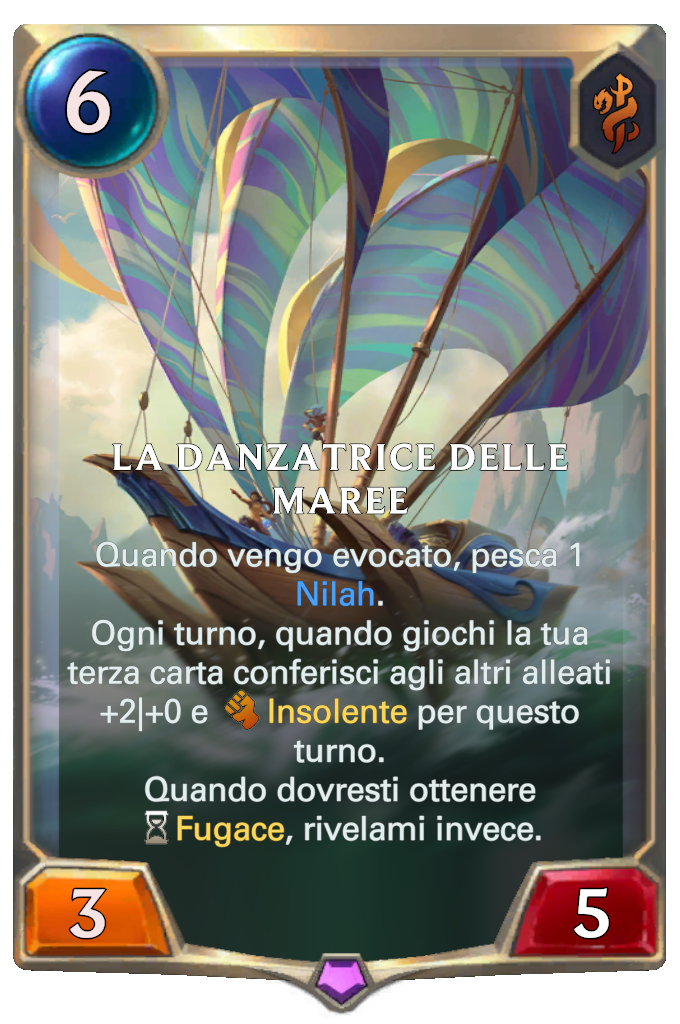 6
LA DANZATRICE DELLE
MAREE
Quando vengo evocato, pesca 1
Nilah.
Ogni turno, quando giochi la tua
terza carta conferisci agli altri alleati
+2|+0 e Insolente per questo
turno.
Quando dovresti ottenere
Fugace, rivelami invece.
3
5